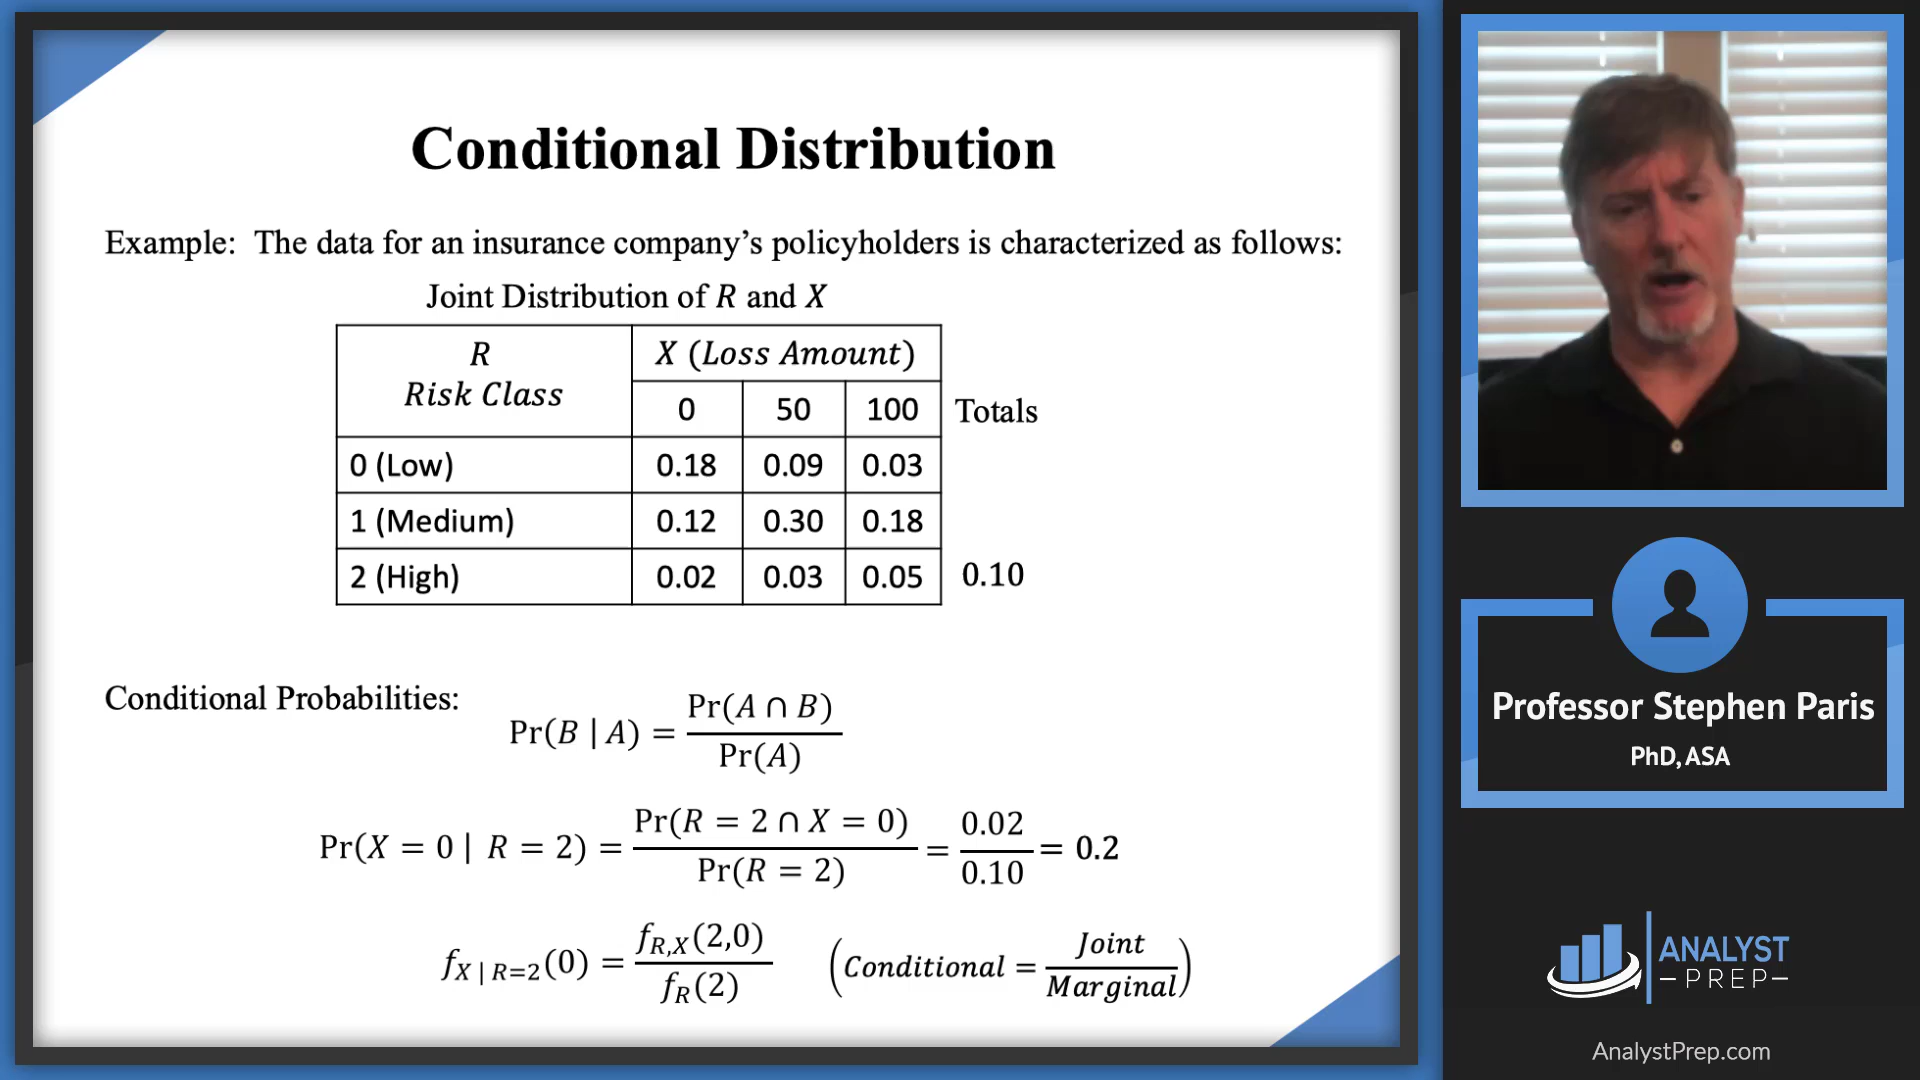 Conditional Distribution
Example: The data for an insurance company’s policyholders is characterized as follows:
Joint Distribution of R and X
R
Risk Class
X (Loss Amount)
0 50 100 Totals
0 (Low) 0.18 0.09 0.03
1 (Medium) 0.12 0.30 0.18
2 (High) 0.02 0.03 0.05 0.10
Conditional Probabilities:
Pr(B | A) = Pr(A ∩ B) / Pr(A)
Pr(X = 0 | R = 2) = Pr(R = 2 ∩ X = 0) / Pr(R = 2) = 0.02 / 0.10 = 0.2
f_{X | R=2}(0) = f_{R,X}(2,0) / f_R(2) (Conditional = Joint / Marginal)
Professor Stephen Paris
PhD, ASA
ANALYST
PREP
AnalystPrep.com